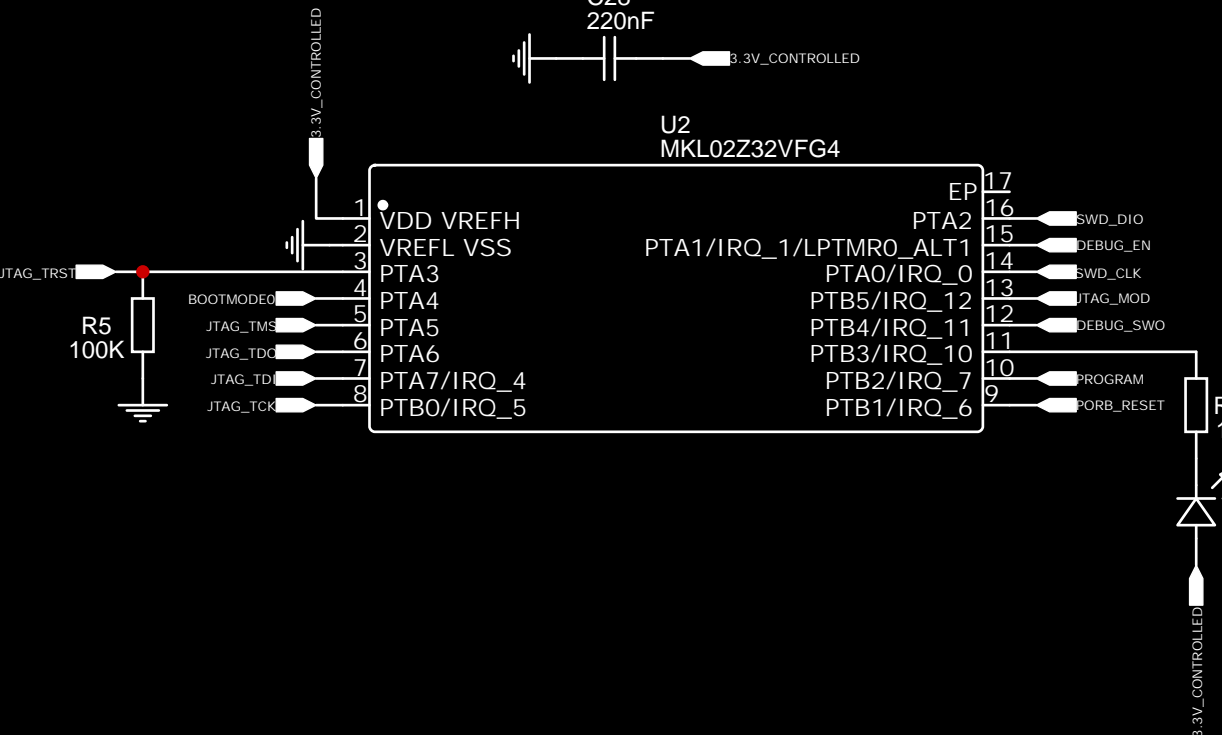 220nF
3.3V_CONTROLLED
3.3V_CONTROLLED
U2
MKL02Z32VFG4
EP 17
1 VDD VREFH
PTA2 16 SWD_DIO
2 VREFL VSS
PTA1/IRQ_1/LPTMR0_ALT1 15 DEBUG_EN
JTAG_TRST 3 PTA3
PTA0/IRQ_0 14 SWD_CLK
BOOTMODE0 4 PTA4
PTB5/IRQ_12 13 JTAG_MOD
JTAG_TMS 5 PTA5
PTB4/IRQ_11 12 DEBUG_SWO
JTAG_TDO 6 PTA6
PTB3/IRQ_10 11
JTAG_TDI 7 PTA7/IRQ_4
PTB2/IRQ_7 10 PROGRAM
JTAG_TCK 8 PTB0/IRQ_5
PTB1/IRQ_6 9 PORB_RESET
R5
100K
3.3V_CONTROLLED